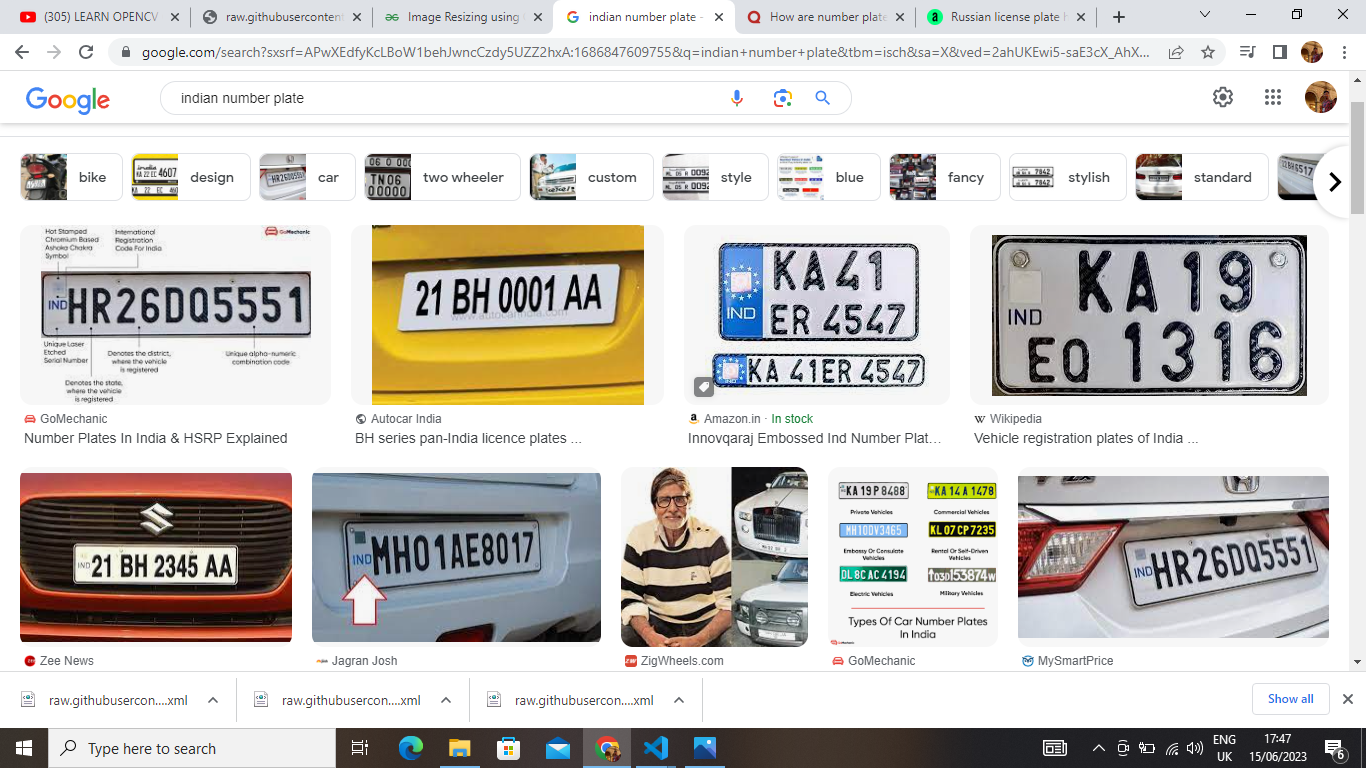 (305) LEARN OPENCV
raw.githubusercontent
Image Resizing using
indian number plate -
How are number plate
Russian license plate h
google.com/search?sxsrf=APwXEdfyKcLBoW1behJwncCzdy5UZZ2hxA:1686847609755&q=indian+number+plate&tbm=isch&sa=X&ved=2ahUKEwi5-saE3cX_AhX...
Google
indian number plate
bike
design
car
two wheeler
custom
style
blue
fancy
stylish
standard
Hot Stamped
Chromium Based
Ashoka Chakra
Symbol
International
Registration
Code For India
GoMechanic
IND
HR26DQ5551
Unique Laser
Etched
Serial Number
Denotes the state,
where the vehicle
is registered
Denotes the district,
where the vehicle
is registered
Unique alpha-numeric
combination code
21 BH 0001 AA
www.autocarindia.com
KA41
IND
ER 4547
KA 41ER 4547
KA19
IND
EQ 1316
GoMechanic
Number Plates In India & HSRP Explained
Autocar India
BH series pan-India licence plates ...
Amazon.in · In stock
Innovqaraj Embossed Ind Number Plat...
Wikipedia
Vehicle registration plates of India ...
IND
21 BH 2345 AA
IND
MH01AE8017
KA 19 P 8488
KA 14 A 1478
Private Vehicles
Commercial Vehicles
MH10DV3465
KL 07 CP 7235
Embassy Or Consulate
Vehicles
Rental Or Self-Driven
Vehicles
DL 8C AC 4194
↑03D153874W
Electric Vehicles
Military Vehicles
Types Of Car Number Plates
In India
GoMechanic
IND
HR26DQ5551
Zee News
Jagran Josh
ZigWheels.com
GoMechanic
MySmartPrice
raw.githubusercon....xml
raw.githubusercon....xml
raw.githubusercon....xml
Show all
Type here to search
ENG
UK
17:47
15/06/2023
6